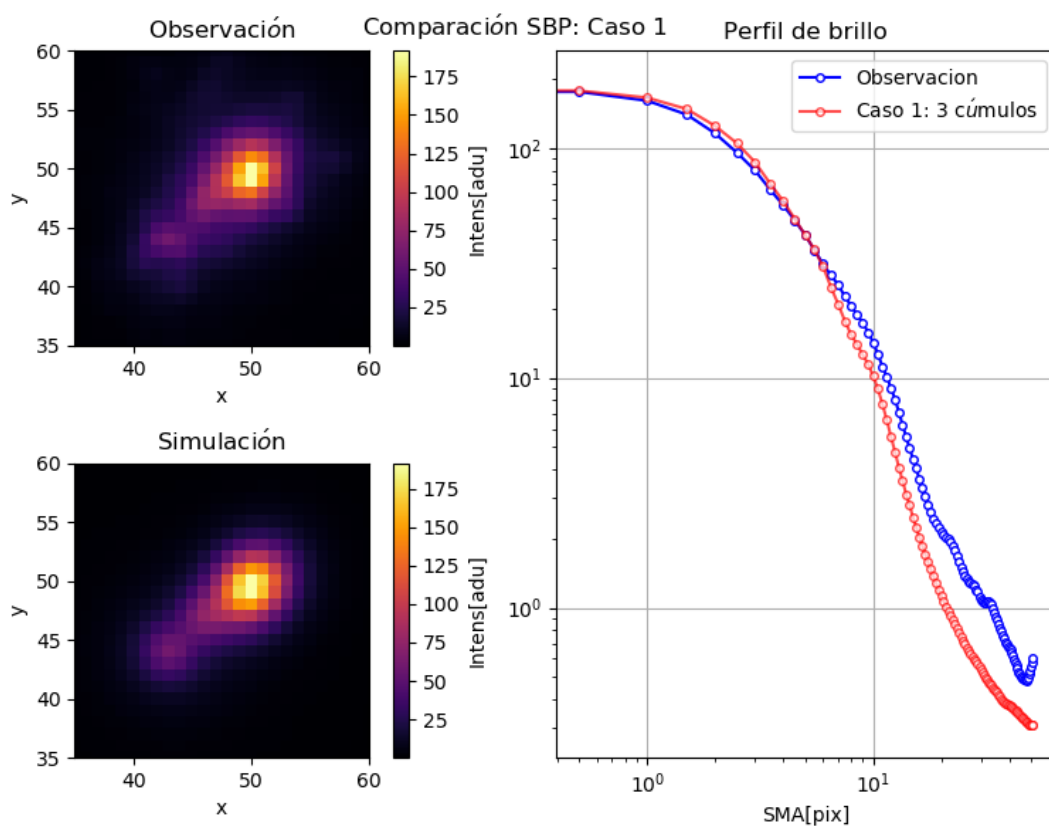 Comparación SBP: Caso 1
Observación
60
55
50
45
40
35
y
40
50
60
x
175
150
125
100
75
50
25
Intens[adu]
Simulación
60
55
50
45
40
35
y
40
50
60
x
175
150
125
100
75
50
25
Intens[adu]
Perfil de brillo
Observacion
Caso 1: 3 cúmulos
10²
10¹
10⁰
10⁰
10¹
SMA[pix]